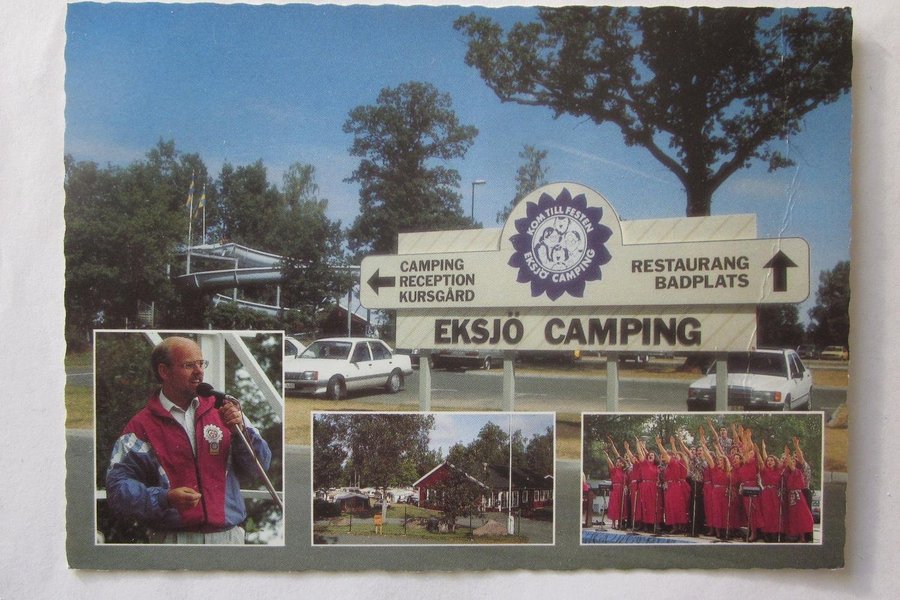 KOM TILL FESTEN
EKSJÖ CAMPING
CAMPING
RECEPTION
KURSGÅRD
RESTAURANG
BADPLATS
EKSJÖ CAMPING